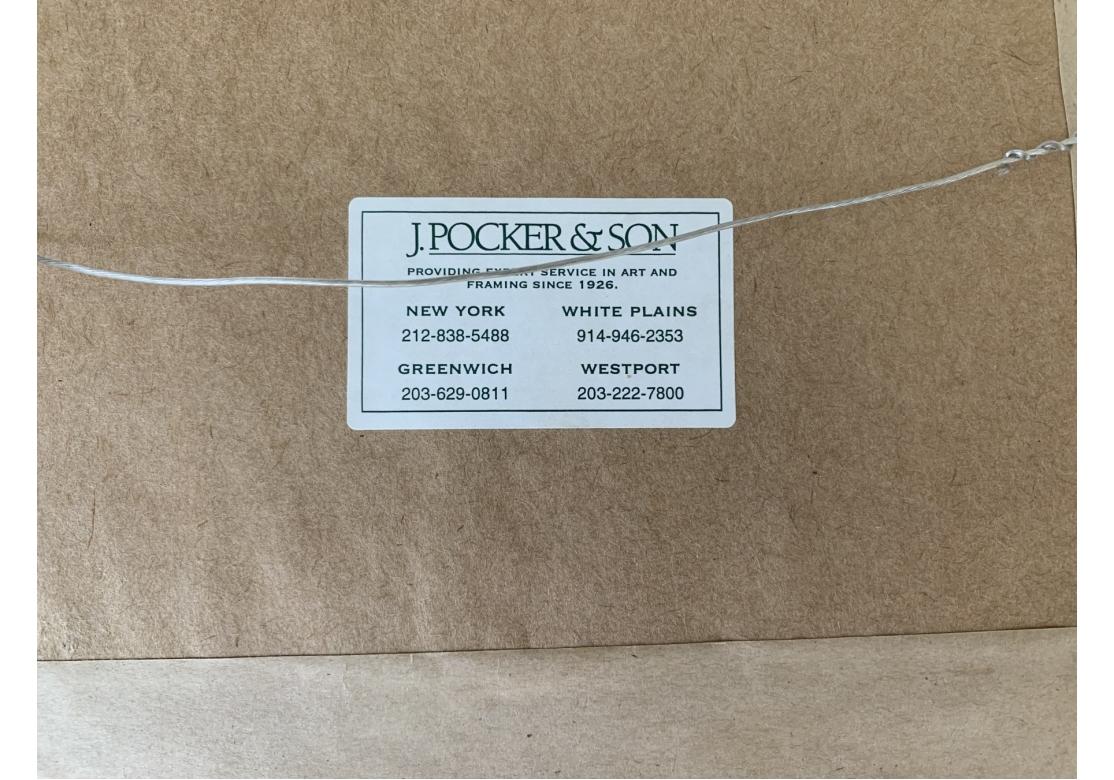 J. POCKER & SON
PROVIDING EXPERT SERVICE IN ART AND
FRAMING SINCE 1926.
NEW YORK WHITE PLAINS
212-838-5488 914-946-2353
GREENWICH WESTPORT
203-629-0811 203-222-7800